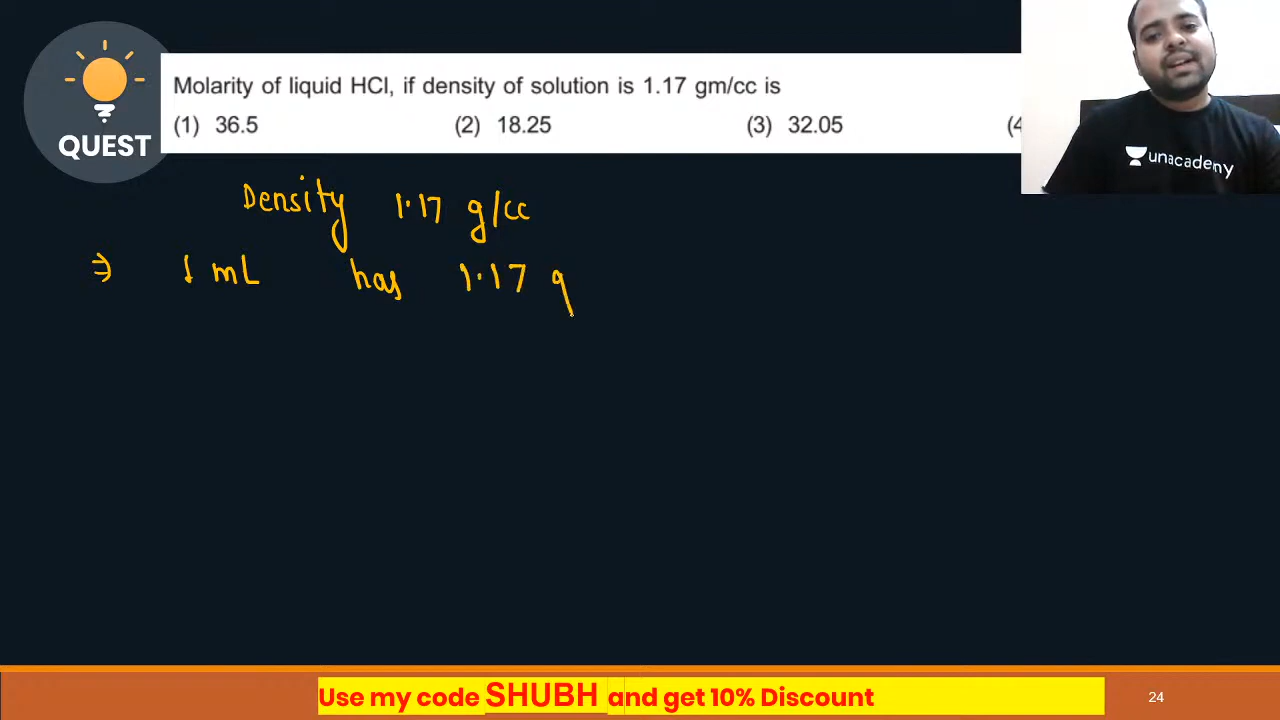 Molarity of liquid HCl, if density of solution is 1.17 gm/cc is
(1) 36.5 (2) 18.25 (3) 32.05 (4
QUEST
unacademy
Density 1.17 g/cc
⇒ 1 mL has 1.17 g
Use my code SHUBH and get 10% Discount
24